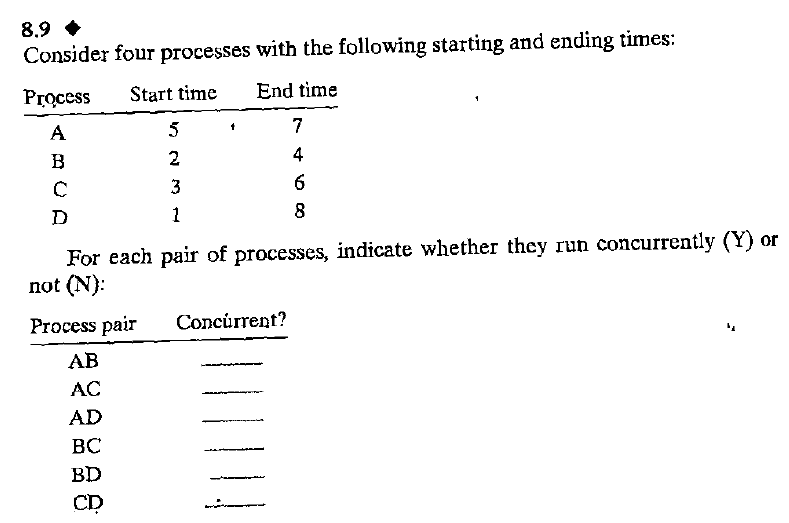 8.9 ◆
Consider four processes with the following starting and ending times:
Process Start time End time
A 5 7
B 2 4
C 3 6
D 1 8
For each pair of processes, indicate whether they run concurrently (Y) or
not (N):
Process pair Concurrent?
AB
AC
AD
BC
BD
CD